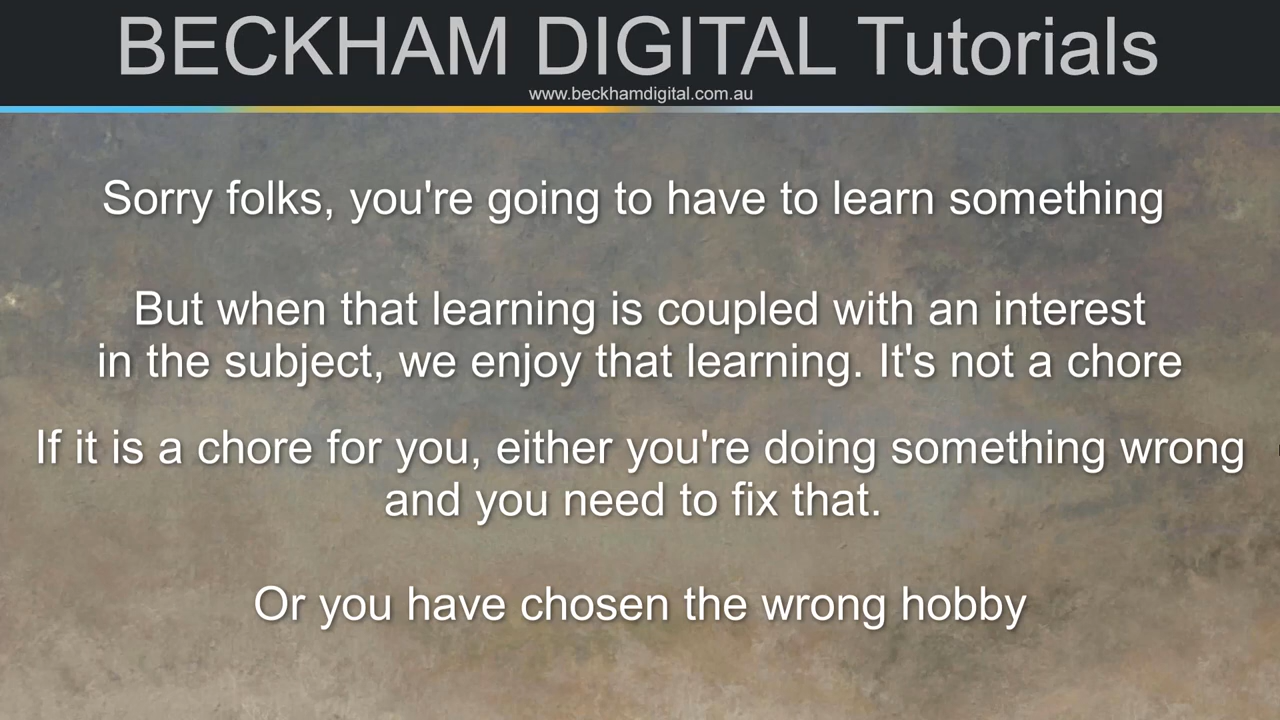 BECKHAM DIGITAL Tutorials
www.beckhamdigital.com.au
Sorry folks, you're going to have to learn something
But when that learning is coupled with an interest
in the subject, we enjoy that learning. It's not a chore
If it is a chore for you, either you're doing something wrong
and you need to fix that.
Or you have chosen the wrong hobby